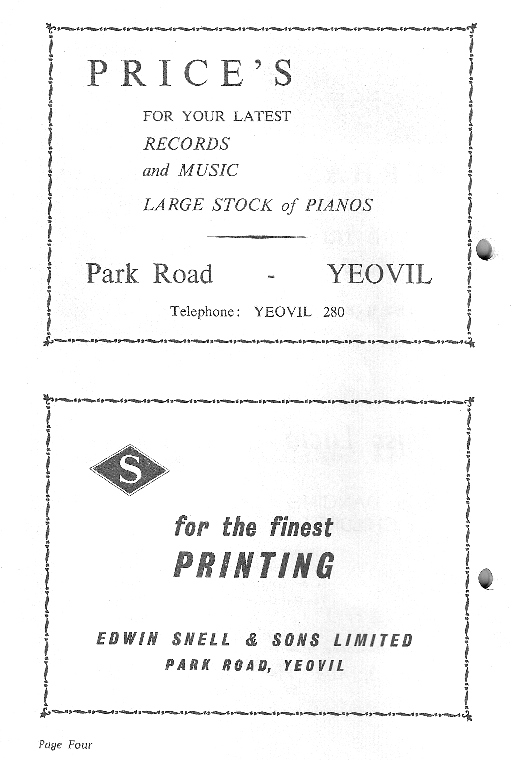 PRICE'S
FOR YOUR LATEST
RECORDS
and MUSIC
LARGE STOCK of PIANOS
Park Road - YEOVIL
Telephone: YEOVIL 280
S
for the finest
PRINTING
EDWIN SNELL & SONS LIMITED
PARK ROAD, YEOVIL
Page Four